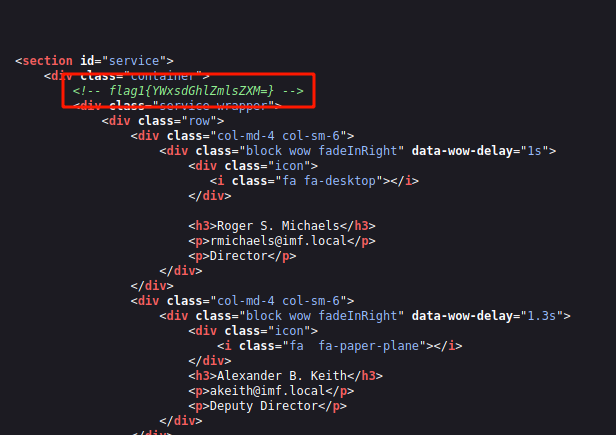 <section id="service">
<div class="container">
<!-- flag1{YWxsdGhlZmlsZXM=} -->
<div class="service-wrapper">
<div class="row">
<div class="col-md-4 col-sm-6">
<div class="block wow fadeInRight" data-wow-delay="1s">
<div class="icon">
<i class="fa fa-desktop"></i>
</div>
<h3>Roger S. Michaels</h3>
<p>rmichaels@imf.local</p>
<p>Director</p>
</div>
</div>
<div class="col-md-4 col-sm-6">
<div class="block wow fadeInRight" data-wow-delay="1.3s">
<div class="icon">
<i class="fa  fa-paper-plane"></i>
</div>
<h3>Alexander B. Keith</h3>
<p>akeith@imf.local</p>
<p>Deputy Director</p>
</div>
</div>